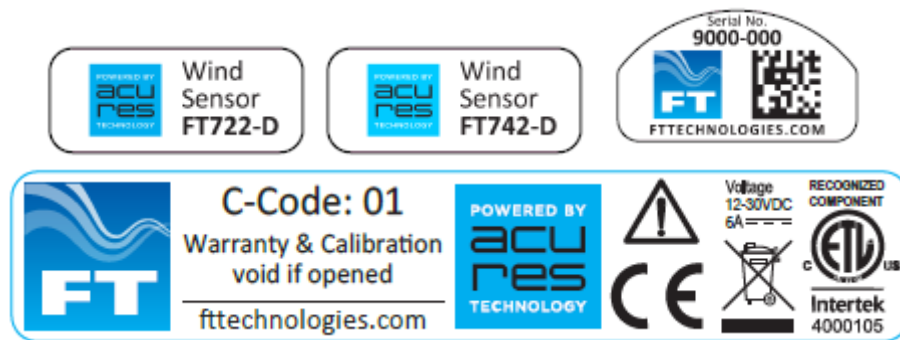 POWERED BY
acu
res
TECHNOLOGY
Wind
Sensor
FT722-D
POWERED BY
acu
res
TECHNOLOGY
Wind
Sensor
FT742-D
Serial No.
9000-000
FT
FTTECHNOLOGIES.COM
FT
C-Code: 01
Warranty & Calibration
void if opened
fttechnologies.com
POWERED BY
acu
res
TECHNOLOGY
CE
Voltage
12-30VDC
6A
RECOGNIZED
COMPONENT
C ETL US
Intertek
4000105